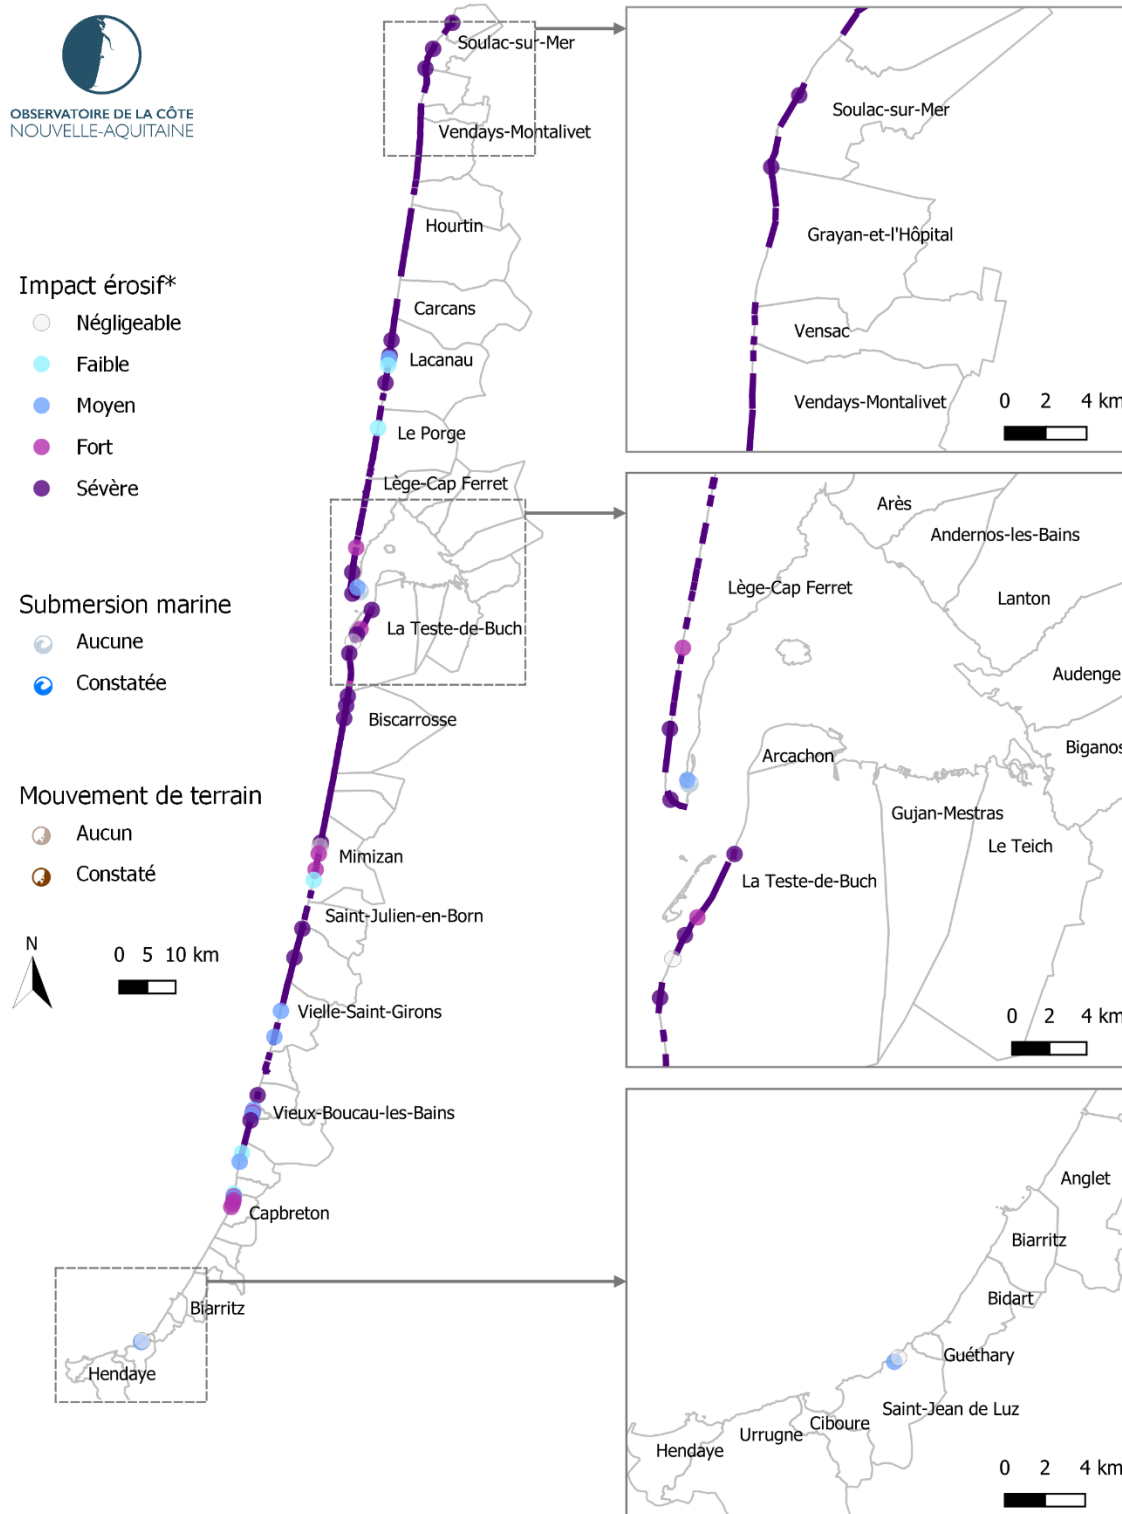 OBSERVATOIRE DE LA CÔTE
NOUVELLE-AQUITAINE
Impact érosif*
Négligeable
Faible
Moyen
Fort
Sévère
Submersion marine
Aucune
Constatée
Mouvement de terrain
Aucun
Constaté
N
0 5 10 km
Soulac-sur-Mer
Vendays-Montalivet
Hourtin
Carcans
Lacanau
Le Porge
Lège-Cap Ferret
La Teste-de-Buch
Biscarrosse
Mimizan
Saint-Julien-en-Born
Vielle-Saint-Girons
Vieux-Boucau-les-Bains
Capbreton
Biarritz
Hendaye
Soulac-sur-Mer
Grayan-et-l'Hôpital
Vensac
Vendays-Montalivet
0 2 4 km
Arès
Andernos-les-Bains
Lège-Cap Ferret
Lanton
Audenge
Biganos
Arcachon
Gujan-Mestras
Le Teich
La Teste-de-Buch
0 2 4 km
Anglet
Biarritz
Bidart
Guéthary
Saint-Jean de Luz
Ciboure
Urrugne
Hendaye
0 2 4 km